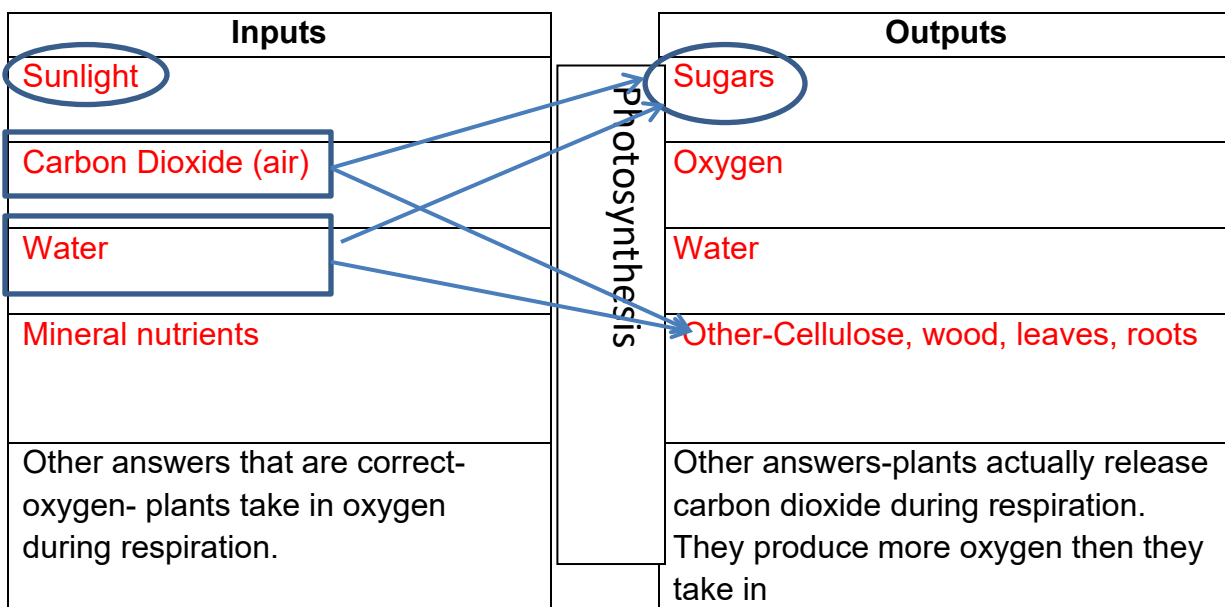 Inputs
Sunlight
Carbon Dioxide (air)
Water
Mineral nutrients
Other answers that are correct-
oxygen- plants take in oxygen
during respiration.
Photosynthesis
Outputs
Sugars
Oxygen
Water
Other-Cellulose, wood, leaves, roots
Other answers-plants actually release
carbon dioxide during respiration.
They produce more oxygen then they
take in